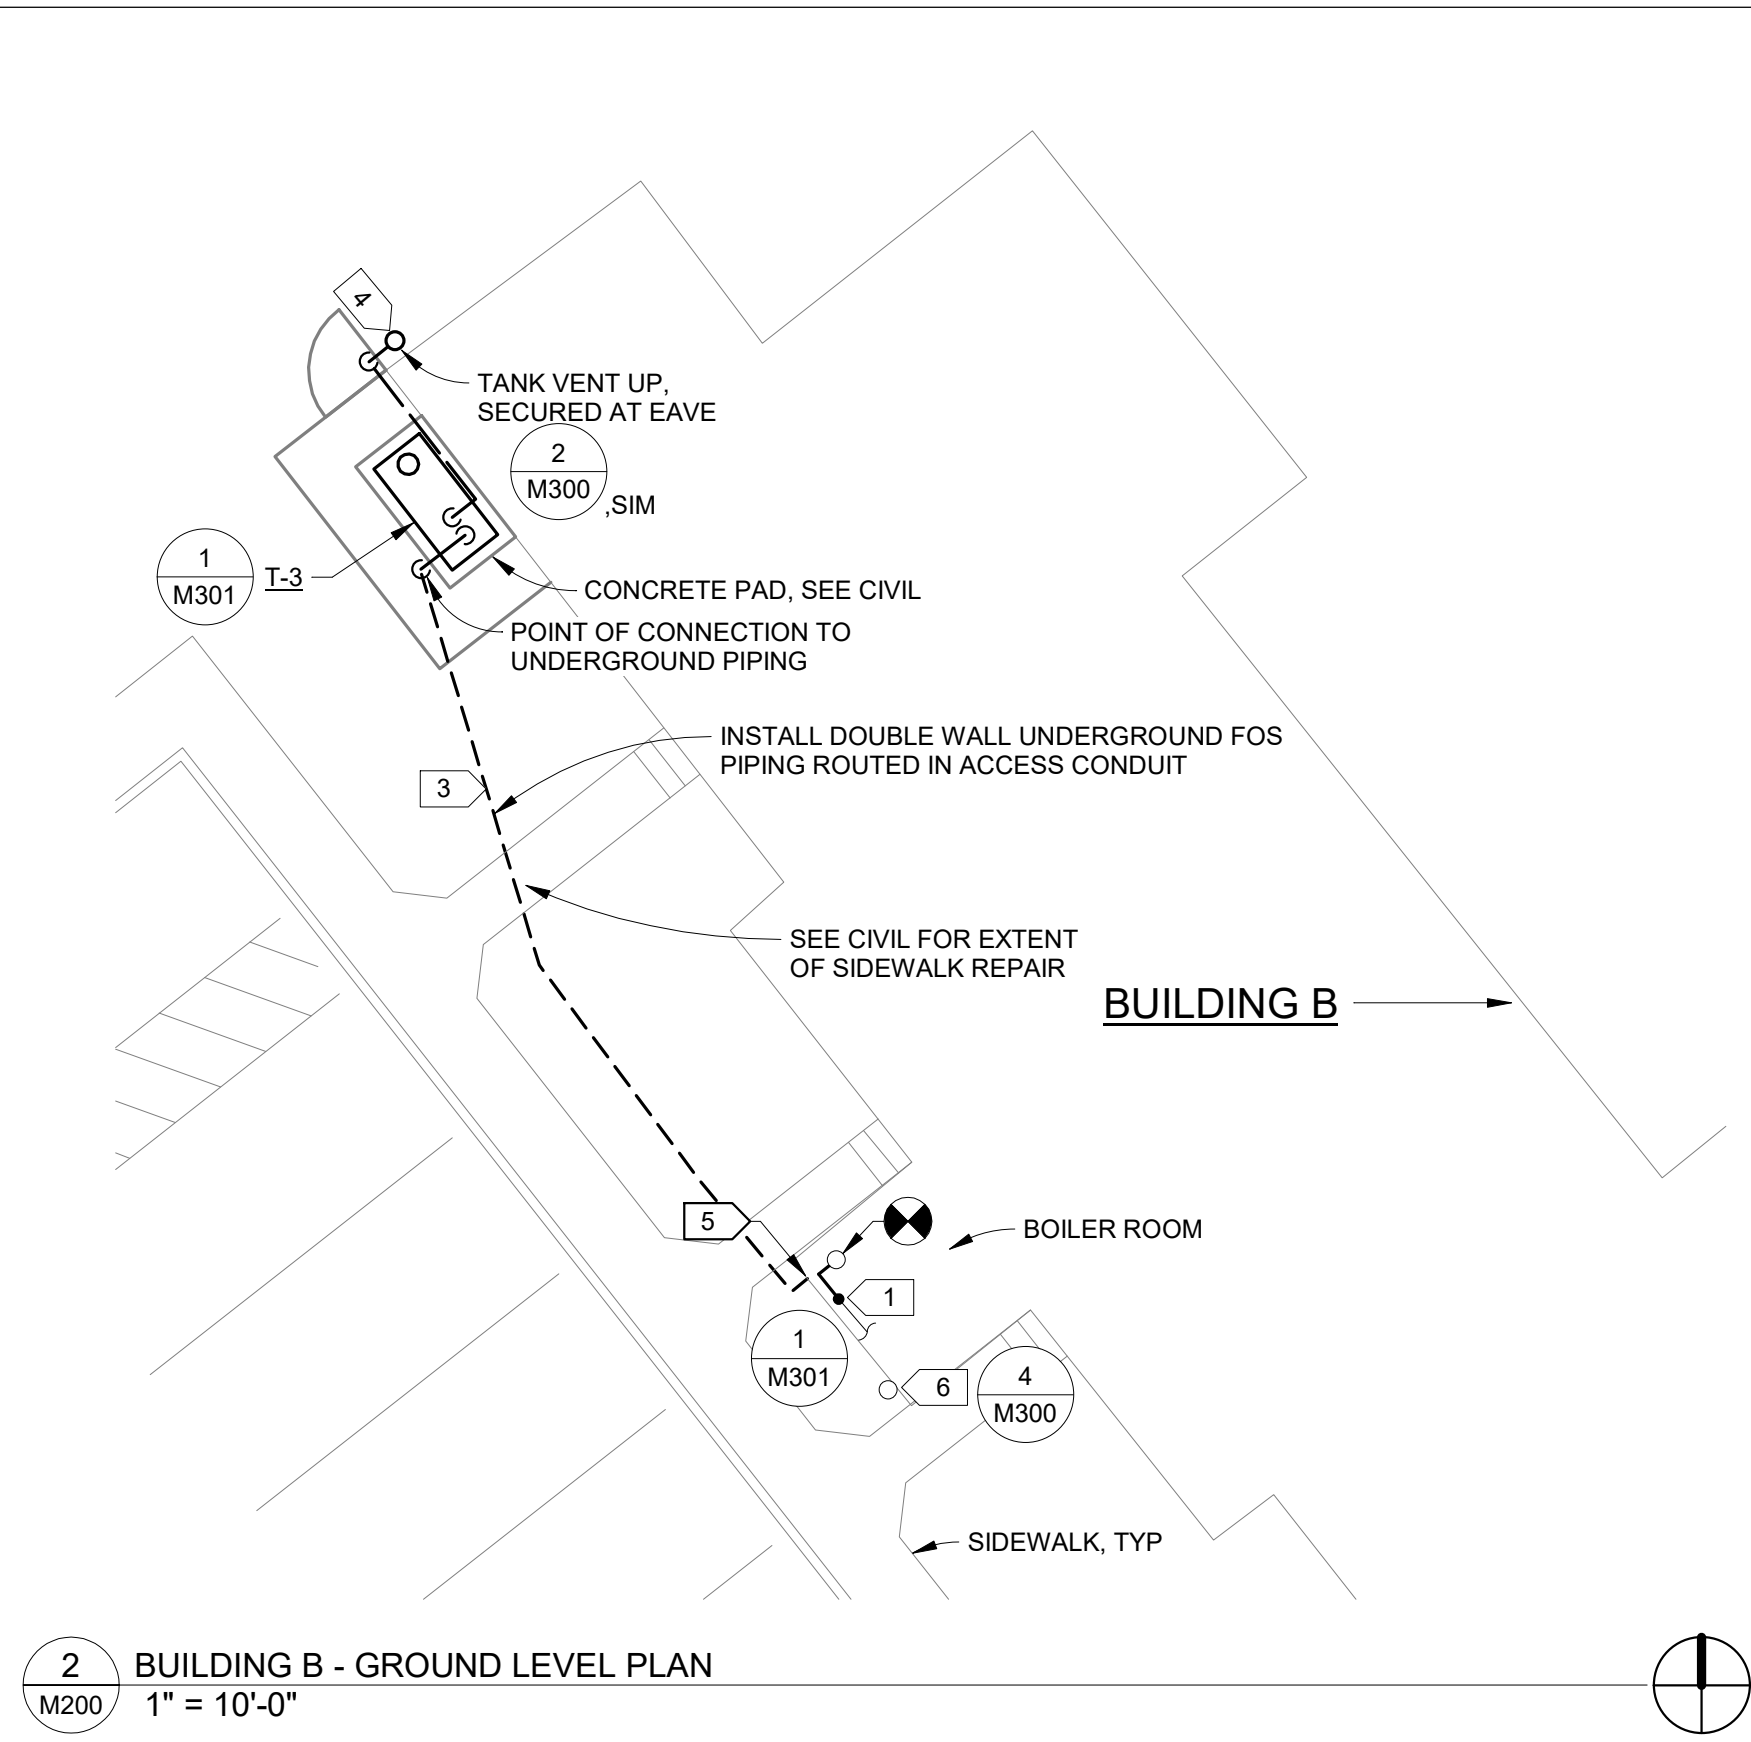 4
TANK VENT UP,
SECURED AT EAVE
2
M300
,SIM
1
M301
T-3
CONCRETE PAD, SEE CIVIL
POINT OF CONNECTION TO
UNDERGROUND PIPING
INSTALL DOUBLE WALL UNDERGROUND FOS
PIPING ROUTED IN ACCESS CONDUIT
3
SEE CIVIL FOR EXTENT
OF SIDEWALK REPAIR
BUILDING B
5
BOILER ROOM
1
1
M301
6
4
M300
SIDEWALK, TYP
2
M200
BUILDING B - GROUND LEVEL PLAN
1" = 10'-0"